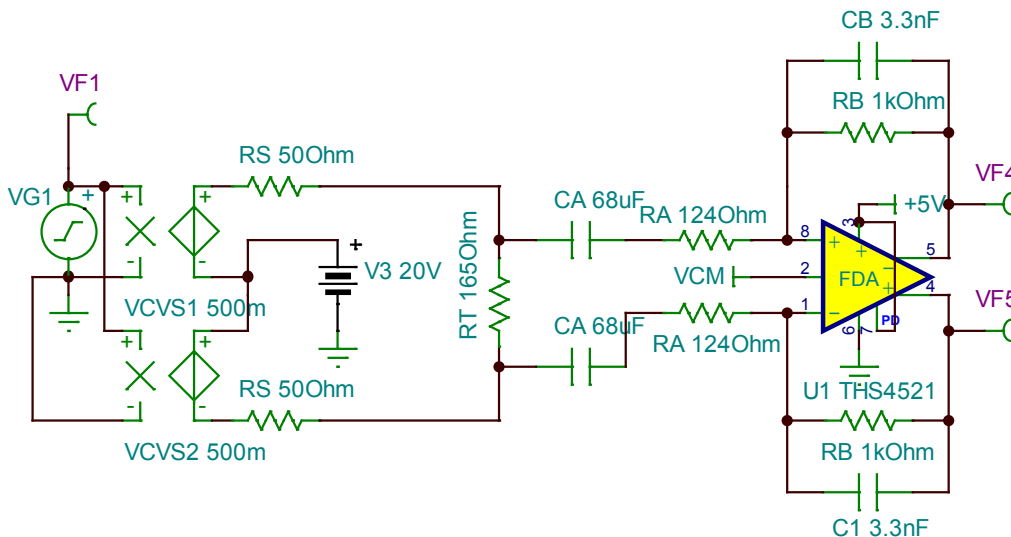 CB 3.3nF
VF1
RB 1kOhm
RS 50Ohm
VG1
+
+
-
+
-
CA 68uF
RA 124Ohm
VF4
+5V
3
8
+
+
5
RT 165Ohm
+
V3 20V
VCM
2
FDA
-
4
+
VCVS1 500m
VF5
1
-
PD
CA 68uF
RA 124Ohm
6
7
+
-
+
-
RS 50Ohm
U1 THS4521
VCVS2 500m
RB 1kOhm
C1 3.3nF